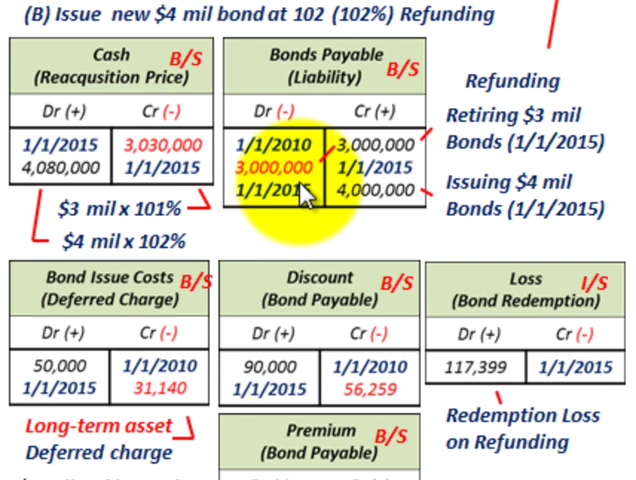 (B) Issue new $4 mil bond at 102 (102%) Refunding
Cash B/S
(Reacqusition Price)
Dr (+) Cr (-)
1/1/2015 3,030,000
4,080,000 1/1/2015
$3 mil x 101%
$4 mil x 102%
Bonds Payable
(Liability) B/S
Dr (-) Cr (+)
1/1/2010 3,000,000
3,000,000 1/1/2015
1/1/2015 4,000,000
Refunding
Retiring $3 mil
Bonds (1/1/2015)
Issuing $4 mil
Bonds (1/1/2015)
Bond Issue Costs B/S
(Deferred Charge)
Dr (+) Cr (-)
50,000 1/1/2010
1/1/2015 31,140
Long-term asset
Deferred charge
Discount B/S
(Bond Payable)
Dr (+) Cr (-)
90,000 1/1/2010
1/1/2015 56,259
Premium B/S
(Bond Payable)
Loss I/S
(Bond Redemption)
Dr (+) Cr (-)
117,399 1/1/2015
Redemption Loss
on Refunding